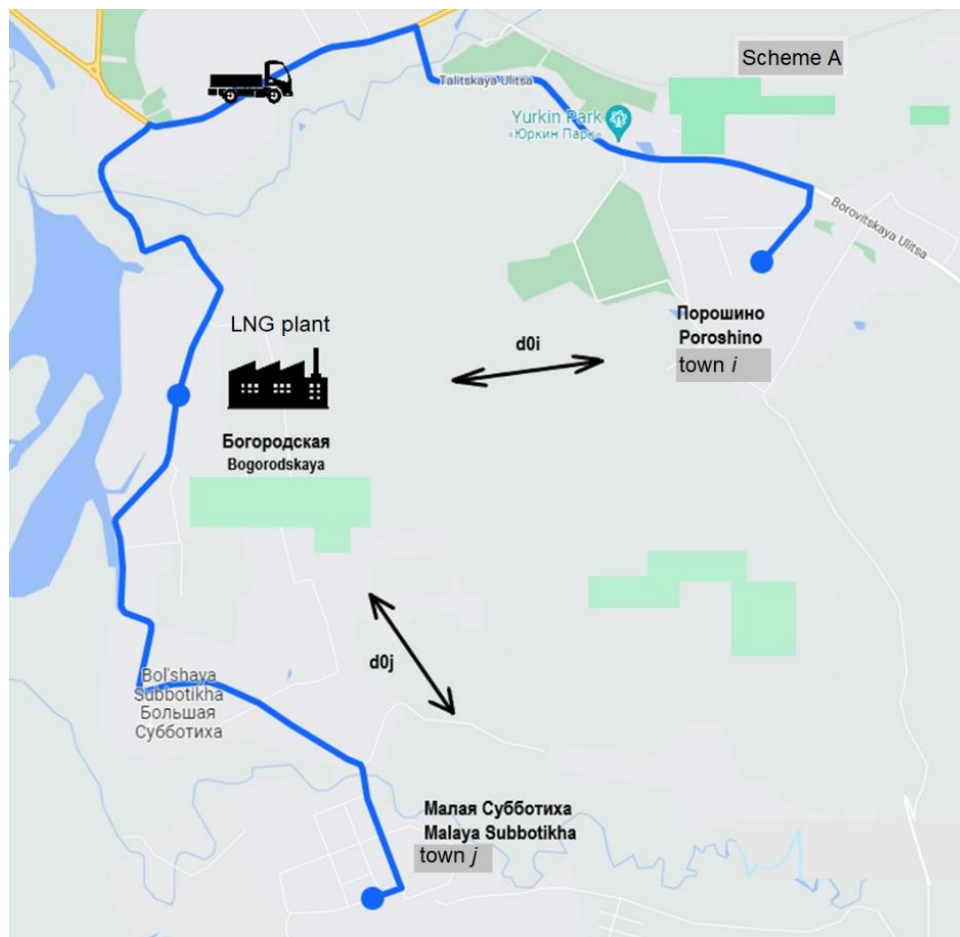 Scheme A
Talitskaya Ulitsa
Yurkin Park
«Юркин Парк»
Borovitskaya Ulitsa
Порошино
Poroshino
town i
d0i
LNG plant
Богородская
Bogorodskaya
d0j
Bol'shaya
Subbotikha
Большая
Субботиха
Малая Субботиха
Malaya Subbotikha
town j